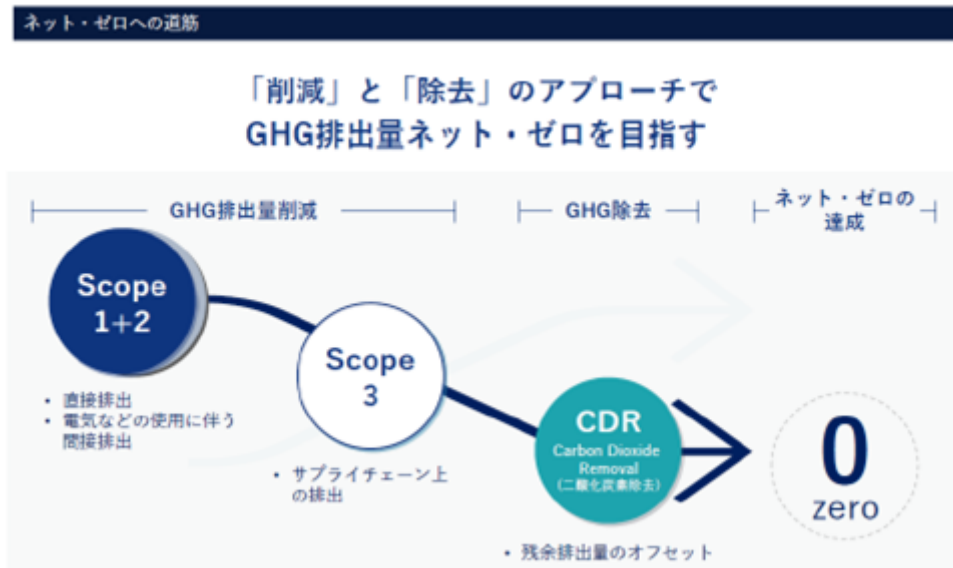 ネット・ゼロへの道筋
「削減」と「除去」のアプローチで
GHG排出量ネット・ゼロを目指す
GHG排出量削減
GHG除去
ネット・ゼロの
達成
Scope
1+2
・直接排出
・電気などの使用に伴う
間接排出
Scope
3
・サプライチェーン上
の排出
CDR
Carbon Dioxide
Removal
(二酸化炭素除去)
・残余排出量のオフセット
0
zero